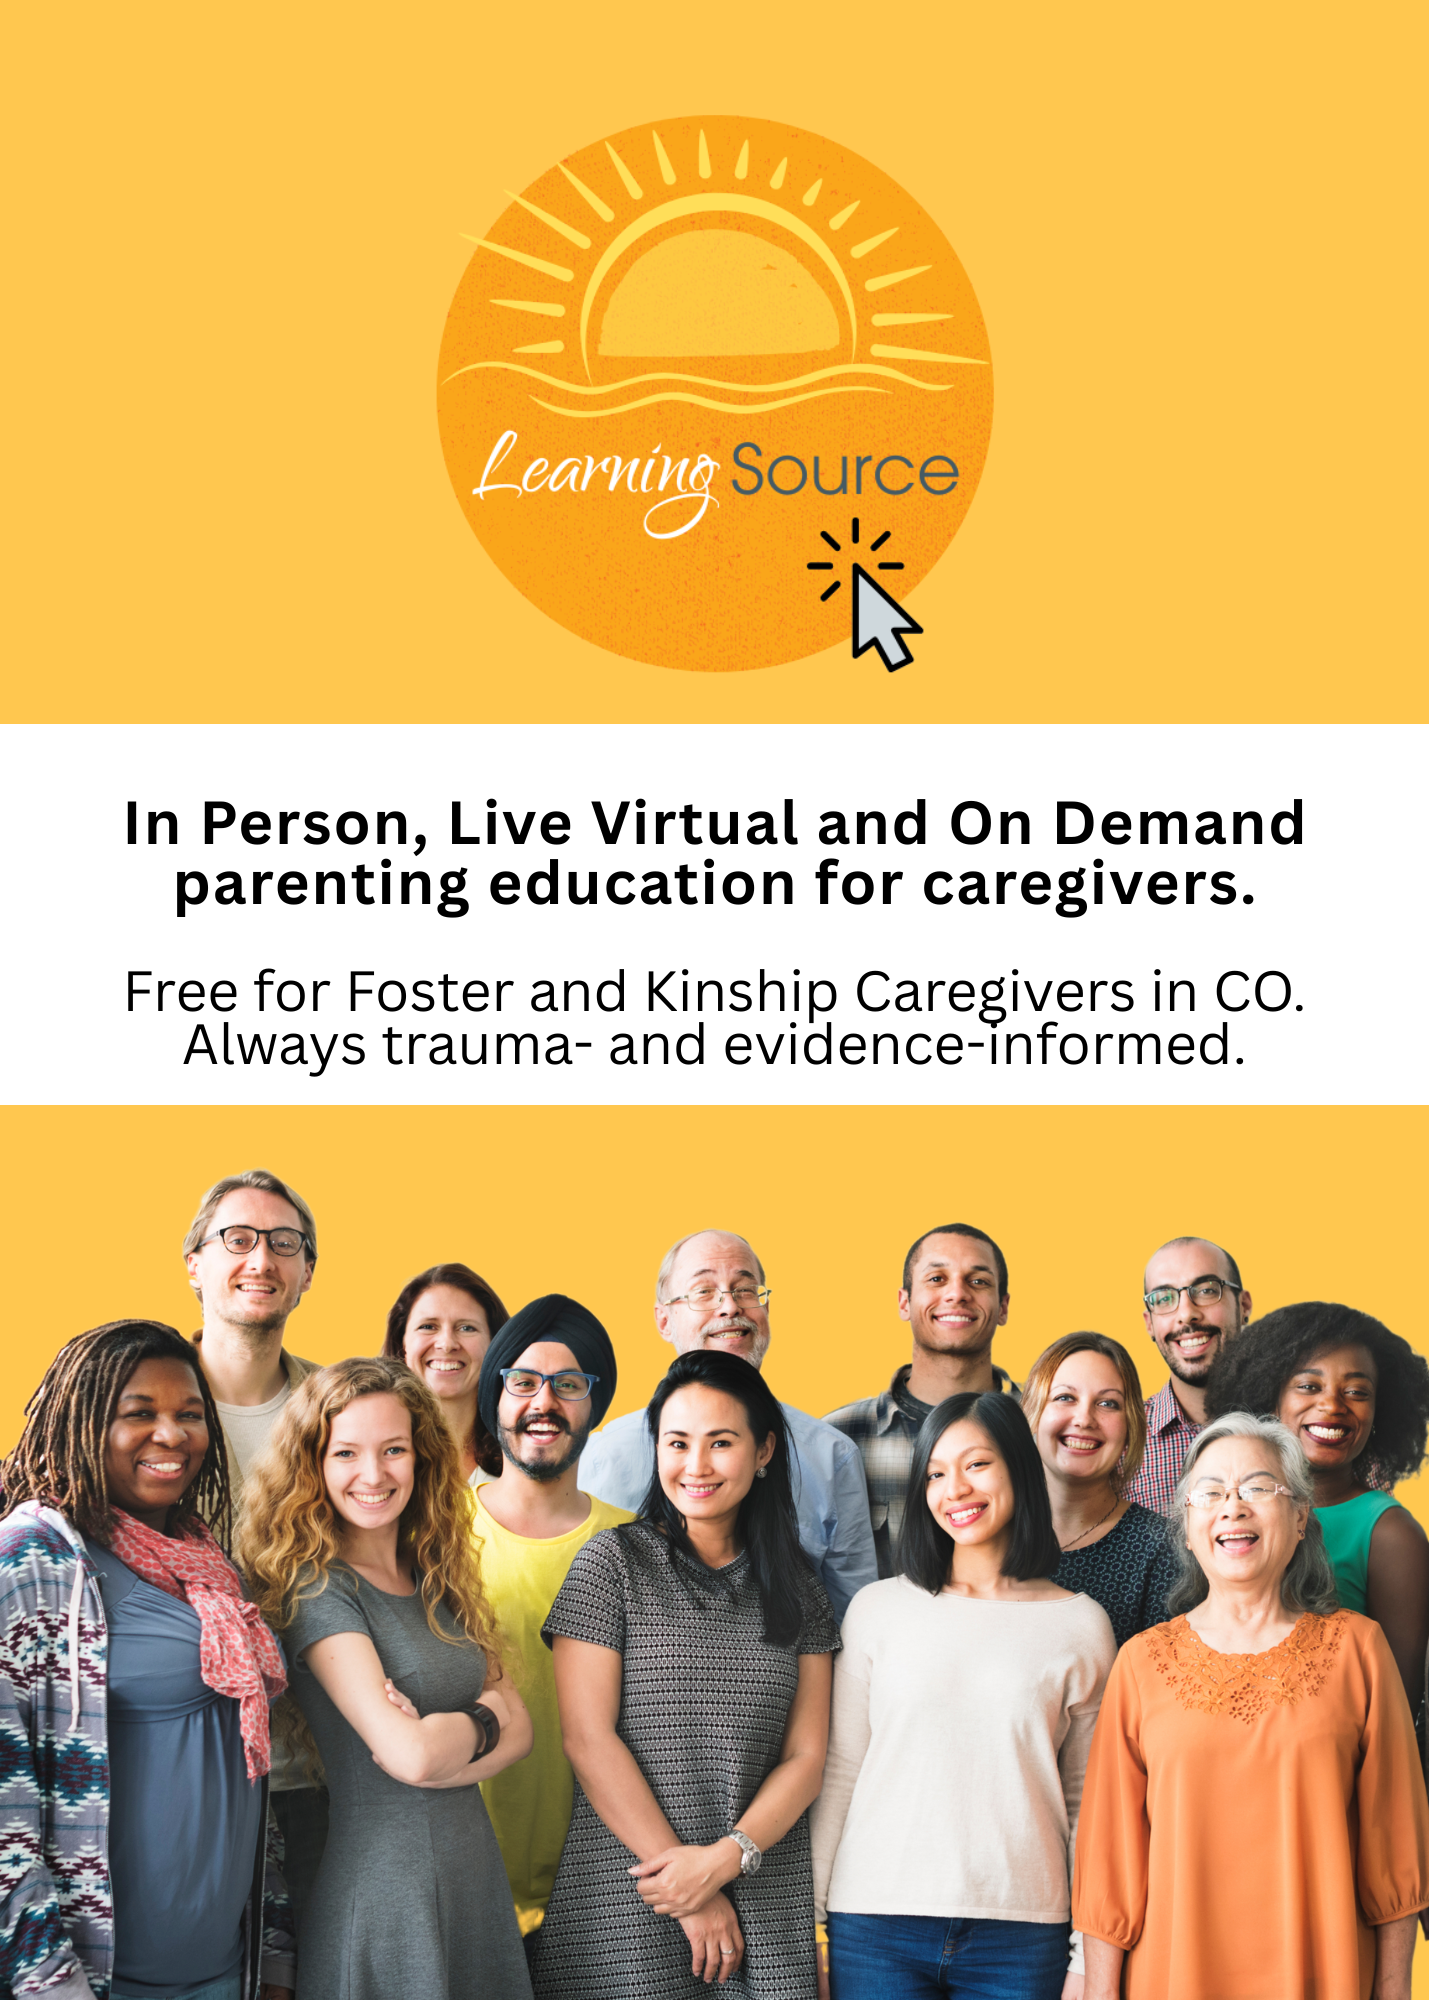 Learning Source
In Person, Live Virtual and On Demand
parenting education for caregivers.
Free for Foster and Kinship Caregivers in CO.
Always trauma- and evidence-informed.